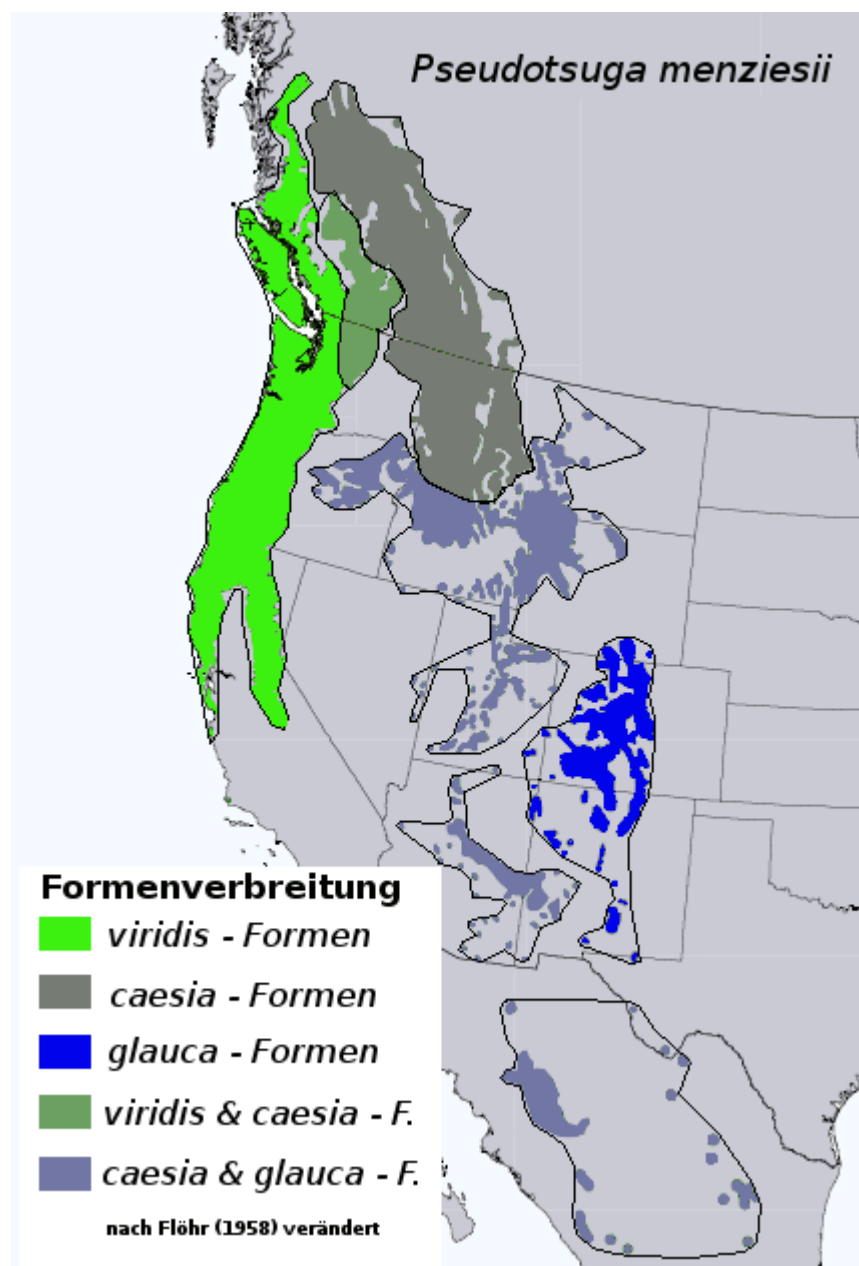 Pseudotsuga menziesii
Formenverbreitung
viridis - Formen
caesia - Formen
glauca - Formen
viridis & caesia - F.
caesia & glauca - F.
nach Flöhr (1958) verändert